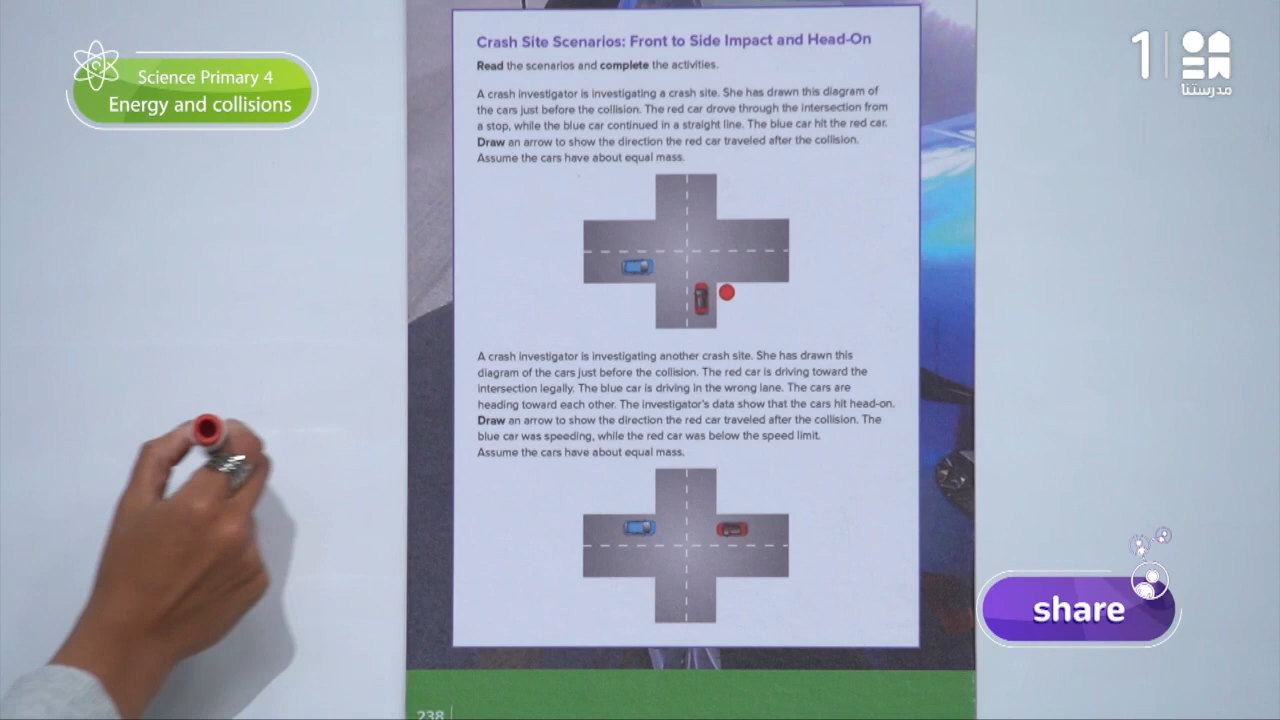 Science Primary 4
Energy and collisions
1
مدرستنا
Crash Site Scenarios: Front to Side Impact and Head-On
Read the scenarios and complete the activities.
A crash investigator is investigating a crash site. She has drawn this diagram of
the cars just before the collision. The red car drove through the intersection from
a stop, while the blue car continued in a straight line. The blue car hit the red car.
Draw an arrow to show the direction the red car traveled after the collision.
Assume the cars have about equal mass.
A crash investigator is investigating another crash site. She has drawn this
diagram of the cars just before the collision. The red car is driving toward the
intersection legally. The blue car is driving in the wrong lane. The cars are
heading toward each other. The investigator's data show that the cars hit head-on.
Draw an arrow to show the direction the red car traveled after the collision. The
blue car was speeding, while the red car was below the speed limit.
Assume the cars have about equal mass.
share
238